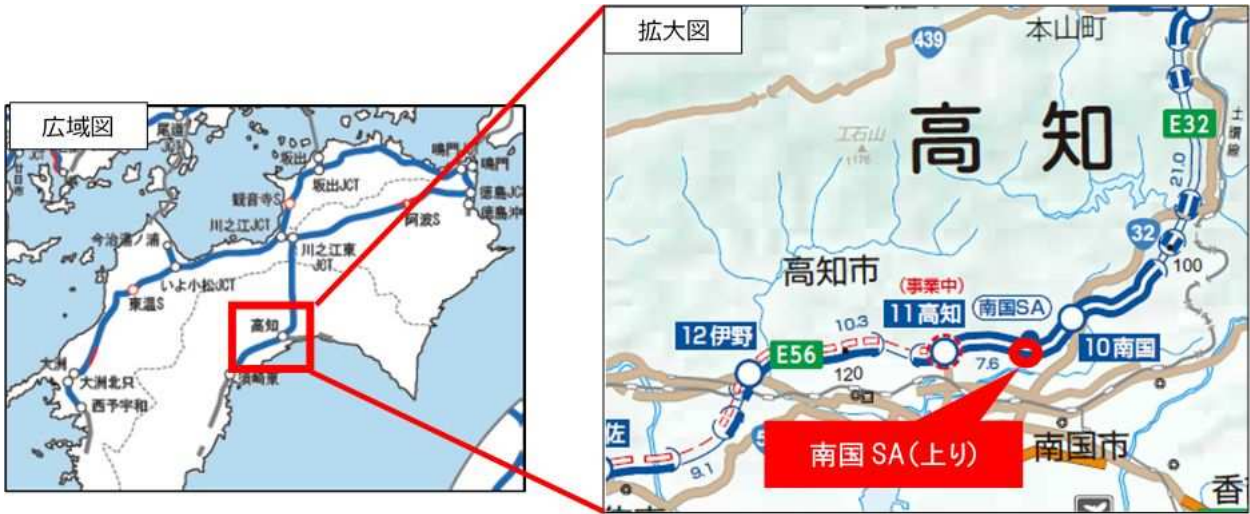 広域図
尾道
坂出
鳴門
鳴門
坂出JCT
徳島JC
観音寺S
徳島沖
阿波S
川之江JCT
今治湯ノ浦
川之江東
JCT
いよ小松JCT
東温S
高知
大洲
須崎東
大洲北只
西予宇和
拡大図
本山町
439
高知
E32
土讃線
工石山
1176
21.0
32
高知市
100
(事業中)
11高知
南国SA
10.3
12伊野
E56
10南国
7.6
120
南国SA(上り)
南国市
佐
9.1
香